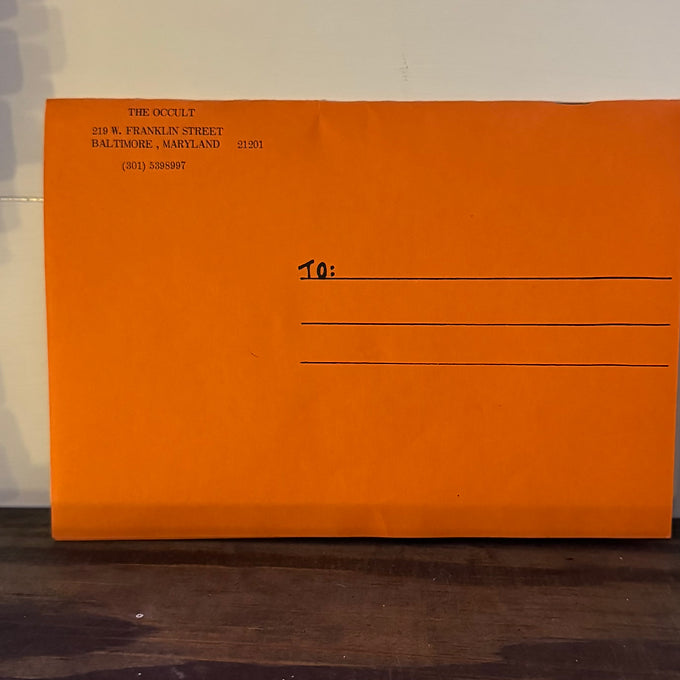 THE OCCULT
219 W. FRANKLIN STREET
BALTIMORE , MARYLAND 21201
(301) 5398997
TO: